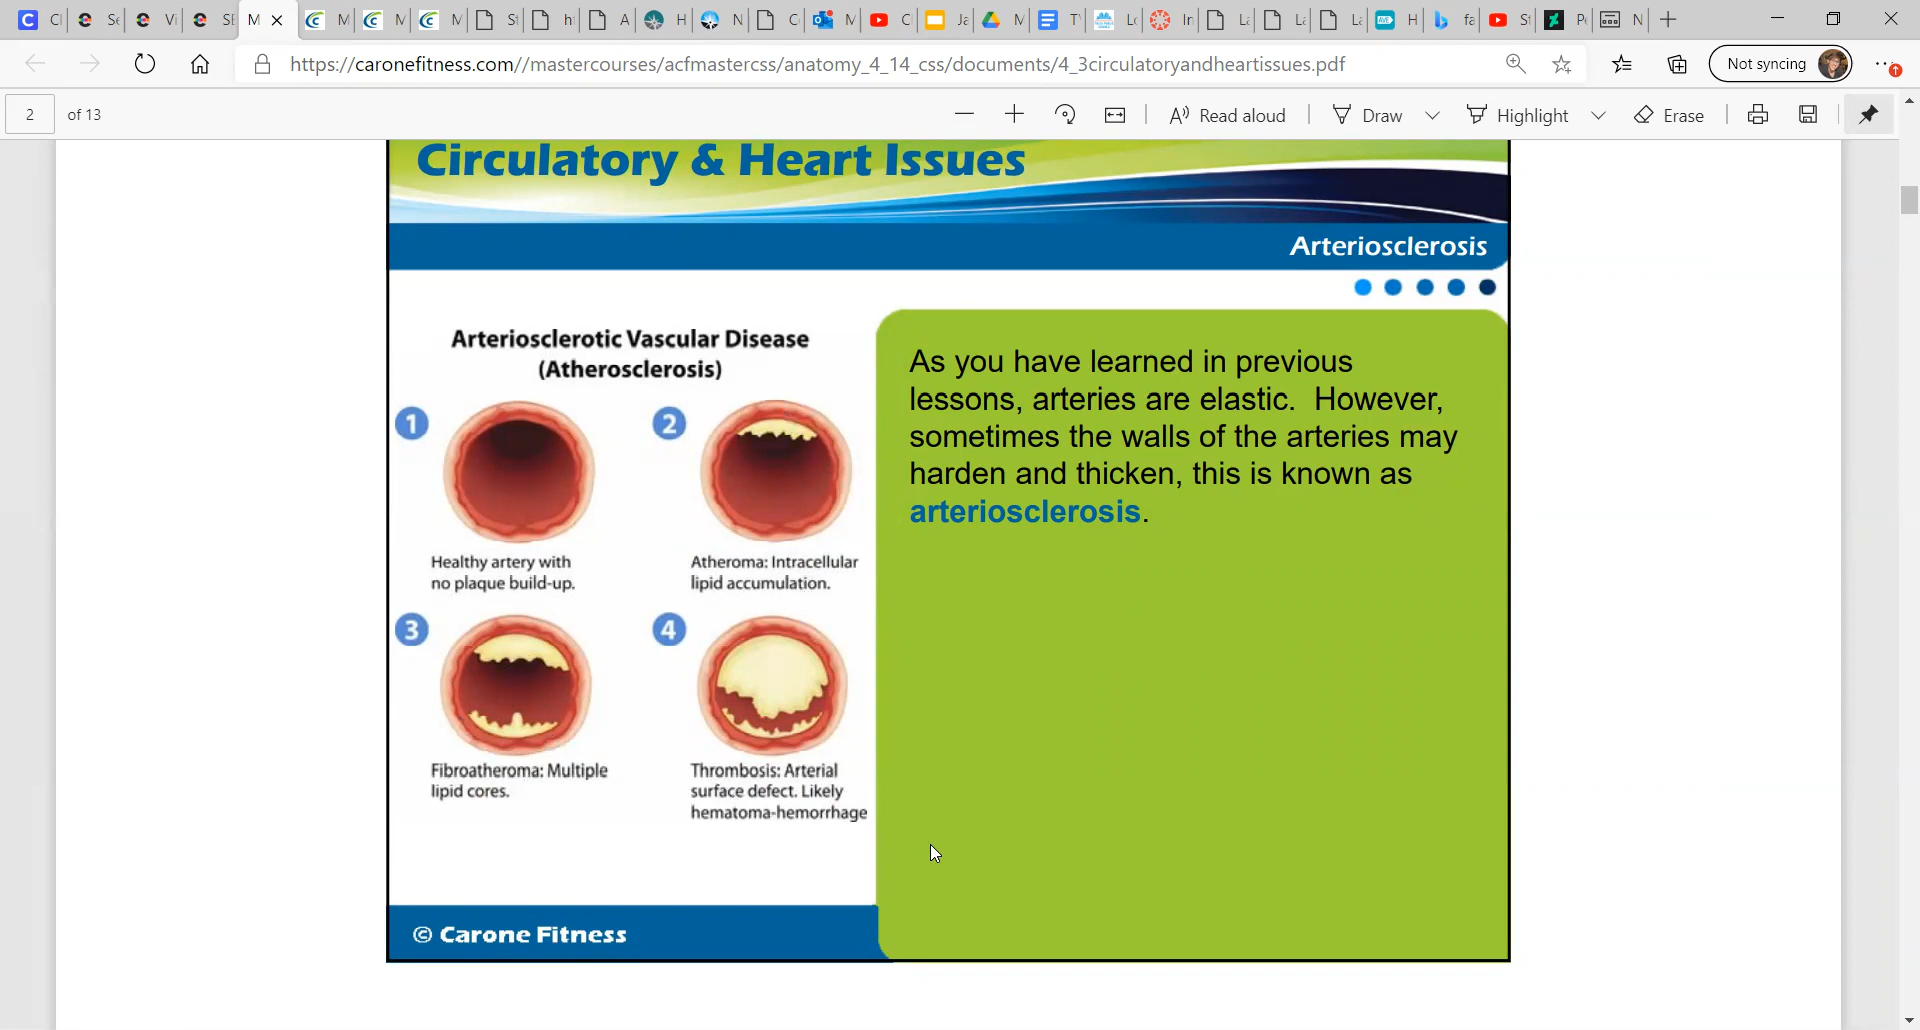 https://caronefitness.com//mastercourses/acfmastercss/anatomy_4_14_css/documents/4_3circulatoryandheartissues.pdf
Not syncing
2 of 13
Read aloud
Draw
Highlight
Erase
Circulatory & Heart Issues
Arteriosclerosis
Arteriosclerotic Vascular Disease
(Atherosclerosis)
1
2
Healthy artery with
no plaque build-up.
Atheroma: Intracellular
lipid accumulation.
3
4
Fibroatheroma: Multiple
lipid cores.
Thrombosis: Arterial
surface defect. Likely
hematoma-hemorrhage
As you have learned in previous
lessons, arteries are elastic. However,
sometimes the walls of the arteries may
harden and thicken, this is known as
arteriosclerosis.
© Carone Fitness